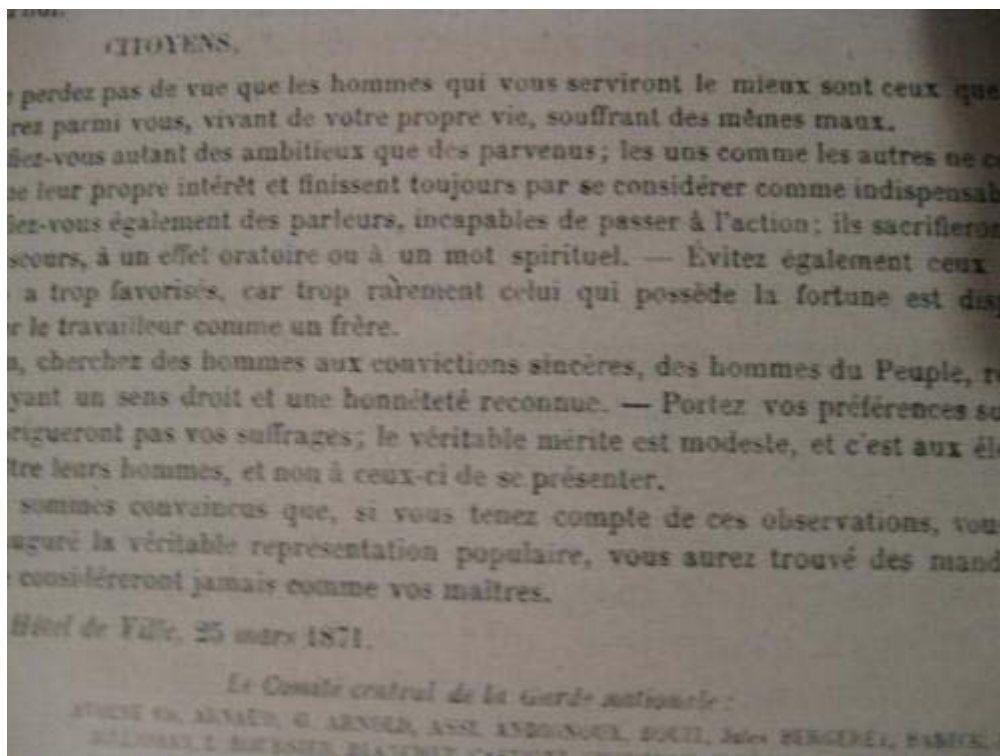 CITOYENS,
perdez pas de vue que les hommes qui vous serviront le mieux sont ceux que
rez parmi vous, vivant de votre propre vie, souffrant des mêmes maux.
fiez-vous autant des ambitieux que des parvenus; les uns comme les autres ne
ue leur propre intérêt et finissent toujours par se considérer comme indispensab
fiez-vous également des parleurs, incapables de passer à l'action; ils sacrifieron
scours, à un effet oratoire ou à un mot spirituel. — Evitez également ceux
a trop favorisés, car trop rarement celui qui possède la fortune est disp
r le travailleur comme un frère.
n, cherchez des hommes aux convictions sincères, des hommes du Peuple, r
yant un sens droit et une honnêteté reconnue. — Portez vos préférences
rigueront pas vos suffrages; le véritable mérite est modeste, et c'est aux éle
tre leurs hommes, et non à ceux-ci de se présenter.
sommes convaincus que, si vous tenez compte de ces observations, vous
uguré la véritable représentation populaire, vous aurez trouvé des mand
considéreront jamais comme vos maîtres.
Hôtel de Ville, 25 mars 1871.
Le Comité central de la Garde nationale :
ARNAUD, G. ARNOLD, ASSI, ANDIGNOUX, BOUIT, Jules BERGERET, BABICK